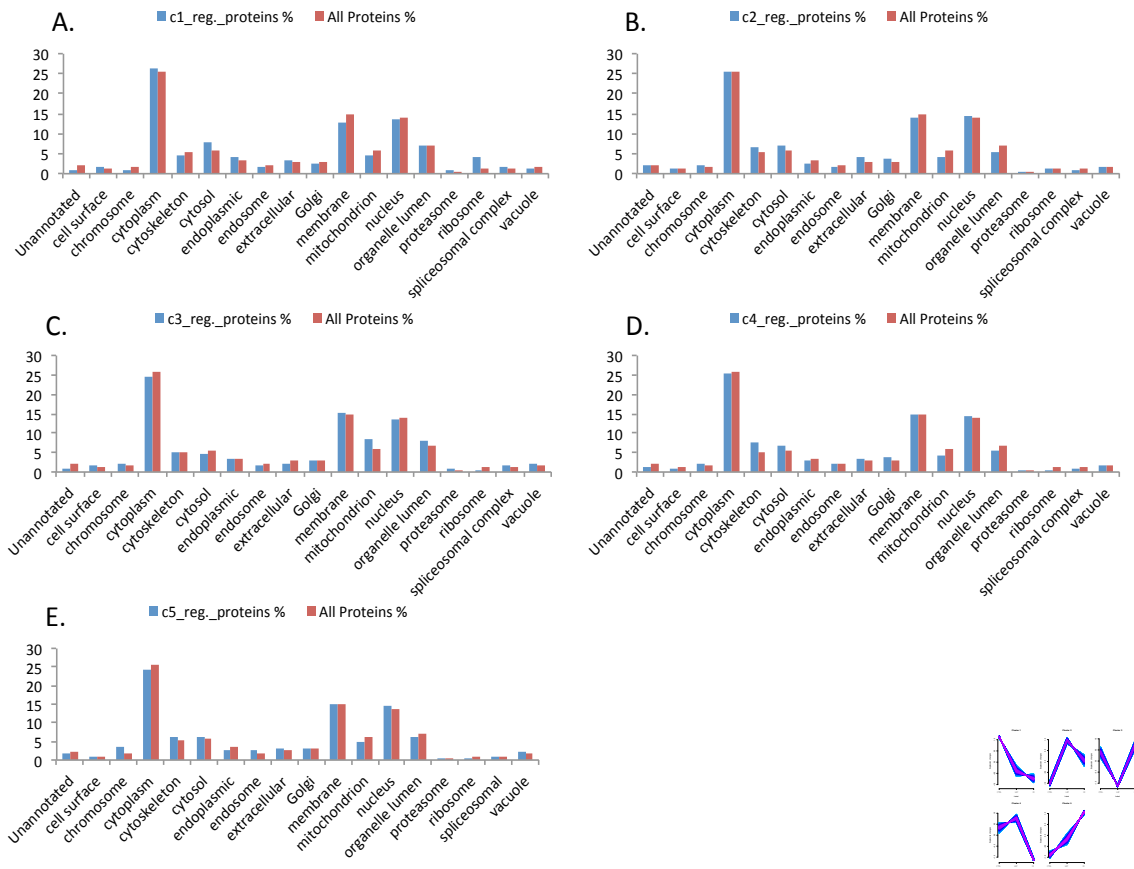 A.
c1_reg._proteins % All Proteins %
30
25
20
15
10
5
0
Unannotated
cell surface
chromosome
cytoplasm
cytoskeleton
cytosol
endoplasmic
endosome
extracellular
Golgi
membrane
mitochondrion
nucleus
organelle lumen
proteasome
ribosome
spliceosomal complex
vacuole
B.
c2_reg._proteins % All Proteins %
30
25
20
15
10
5
0
Unannotated
cell surface
chromosome
cytoplasm
cytoskeleton
cytosol
endoplasmic
endosome
extracellular
Golgi
membrane
mitochondrion
nucleus
organelle lumen
proteasome
ribosome
spliceosomal complex
vacuole
C.
c3_reg._proteins % All Proteins %
30
25
20
15
10
5
0
Unannotated
cell surface
chromosome
cytoplasm
cytoskeleton
cytosol
endoplasmic
endosome
extracellular
Golgi
membrane
mitochondrion
nucleus
organelle lumen
proteasome
ribosome
spliceosomal complex
vacuole
D.
c4_reg._proteins % All Proteins %
30
25
20
15
10
5
0
Unannotated
cell surface
chromosome
cytoplasm
cytoskeleton
cytosol
endoplasmic
endosome
extracellular
Golgi
membrane
mitochondrion
nucleus
organelle lumen
proteasome
ribosome
spliceosomal complex
vacuole
E.
c5_reg._proteins % All Proteins %
30
25
20
15
10
5
0
Unannotated
cell surface
chromosome
cytoplasm
cytoskeleton
cytosol
endoplasmic
endosome
extracellular
Golgi
membrane
mitochondrion
nucleus
organelle lumen
proteasome
ribosome
spliceosomal
vacuole